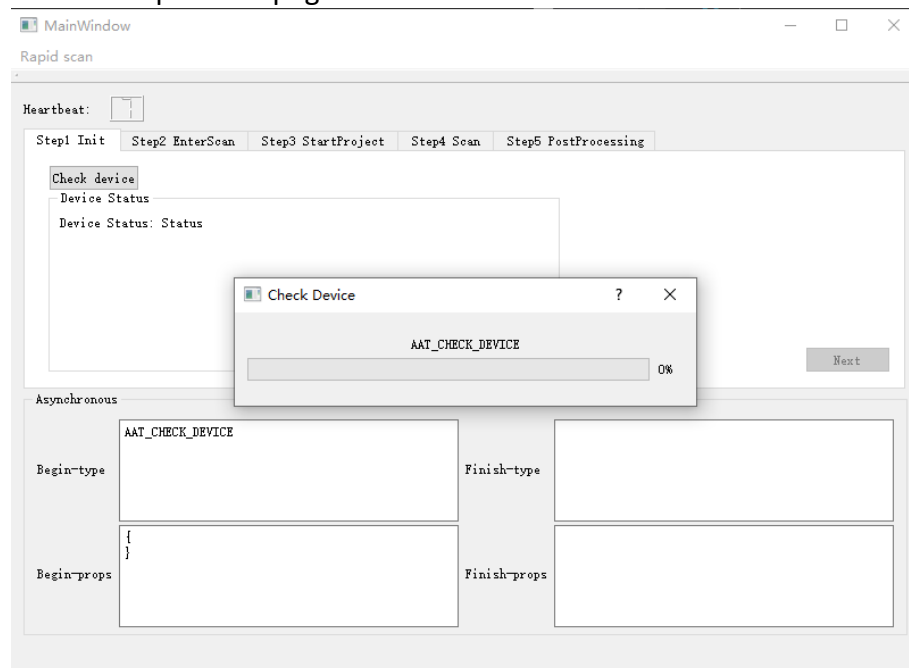 MainWindow
Rapid scan
Heartbeat: 7
Step1 Init Step2 EnterScan Step3 StartProject Step4 Scan Step5 PostProcessing
Check device
Device Status
Device Status: Status
Check Device ?
AAT_CHECK_DEVICE
0%
Next
Asynchronous
Begin-type
AAT_CHECK_DEVICE
Finish-type
Begin-props
{
}
Finish-props